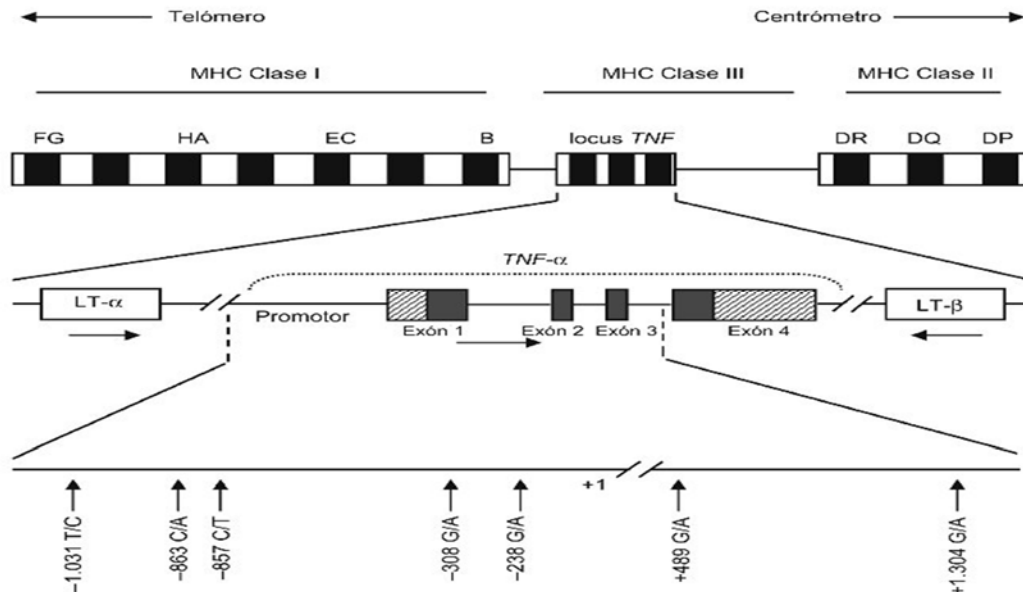 Telómero Centrómetro
MHC Clase I MHC Clase III MHC Clase II
FG HA EC B locus TNF DR DQ DP
TNF-α
LT-α LT-β
Promotor
Exón 1 Exón 2 Exón 3 Exón 4
+1
–1.031 T/C
–863 C/A
–857 C/T
–308 G/A
–238 G/A
+489 G/A
+1.304 G/A